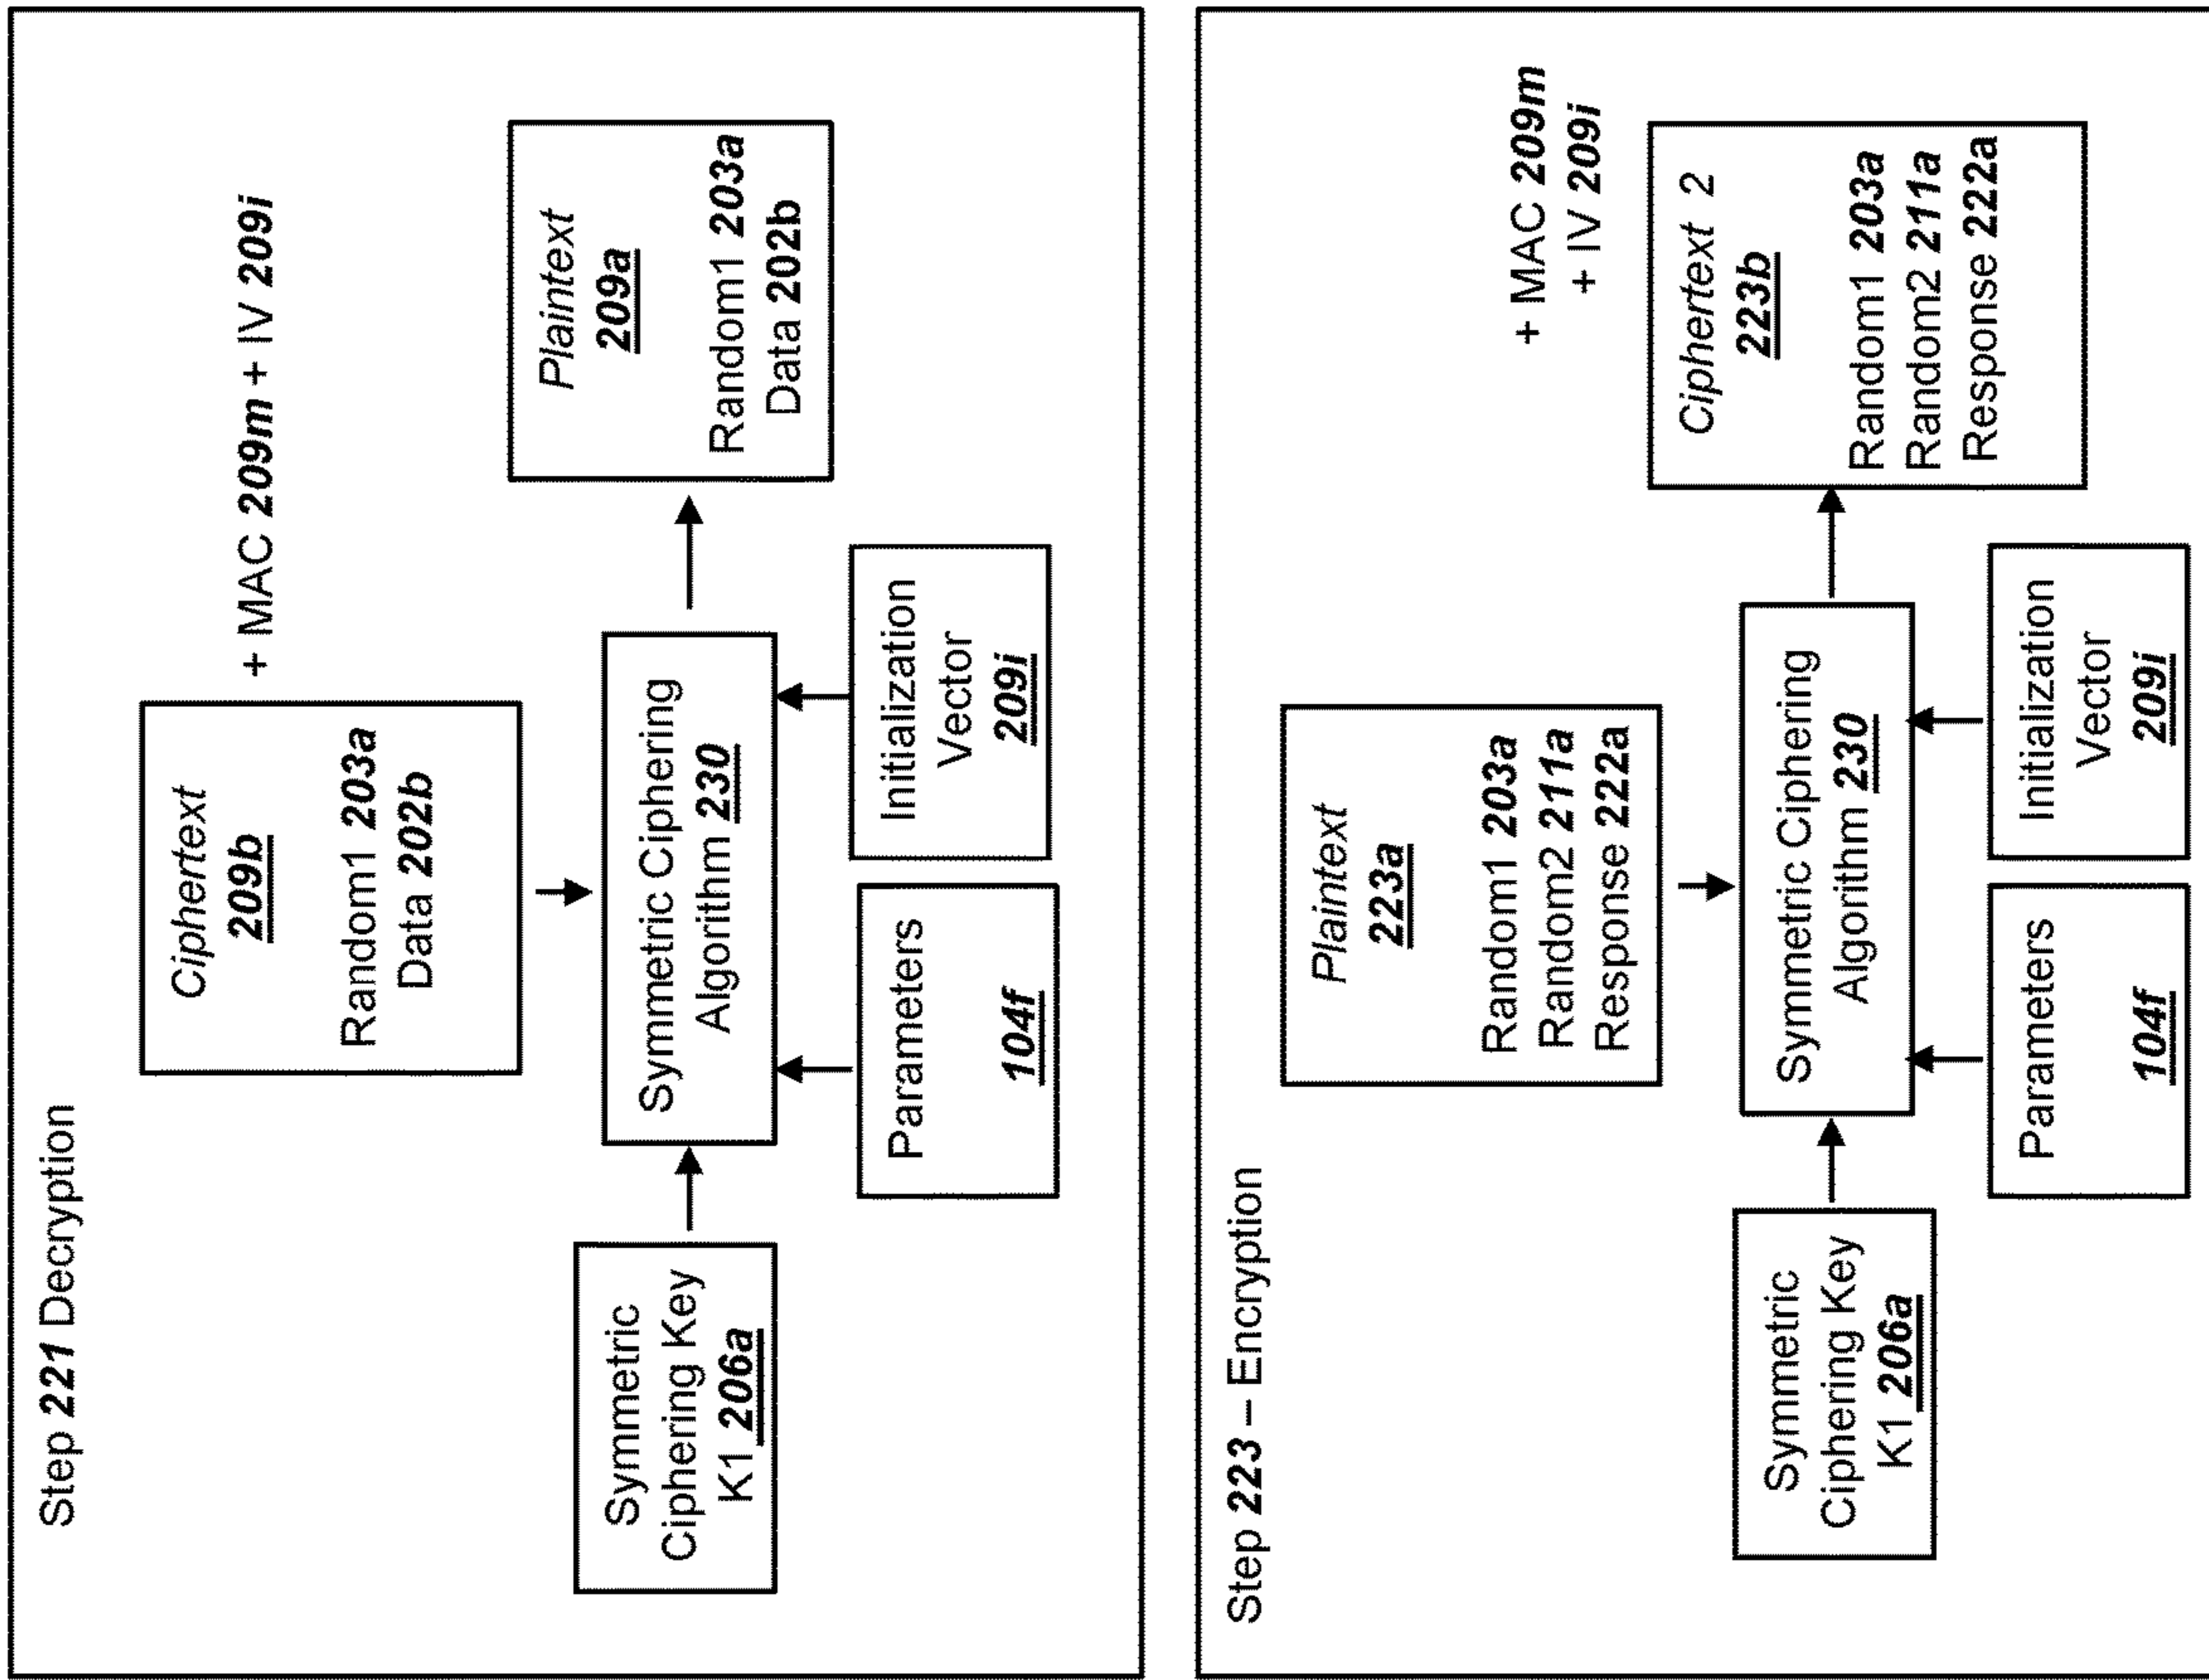 Step 221 Decryption
Ciphertext
209b
Random1 203a
Data 202b
+ MAC 209m + IV 209i
Symmetric
Ciphering Key
K1 206a
Symmetric Ciphering
Algorithm 230
Plaintext
209a
Random1 203a
Data 202b
Parameters
104f
Initialization
Vector
209i
Step 223 – Encryption
Plaintext
223a
Random1 203a
Random2 211a
Response 222a
+ MAC 209m
+ IV 209i
Symmetric
Ciphering Key
K1 206a
Symmetric Ciphering
Algorithm 230
Ciphertext 2
223b
Random1 203a
Random2 211a
Response 222a
Parameters
104f
Initialization
Vector
209i